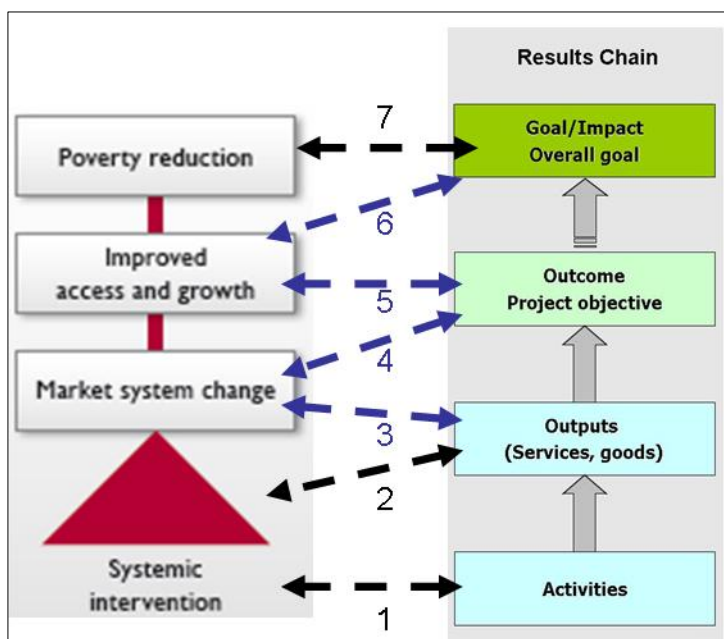 Results Chain
7
Poverty reduction
Goal/Impact
Overall goal
6
Improved
access and growth
5
Outcome
Project objective
4
Market system change
3
Outputs
(Services, goods)
2
Systemic
intervention
1
Activities